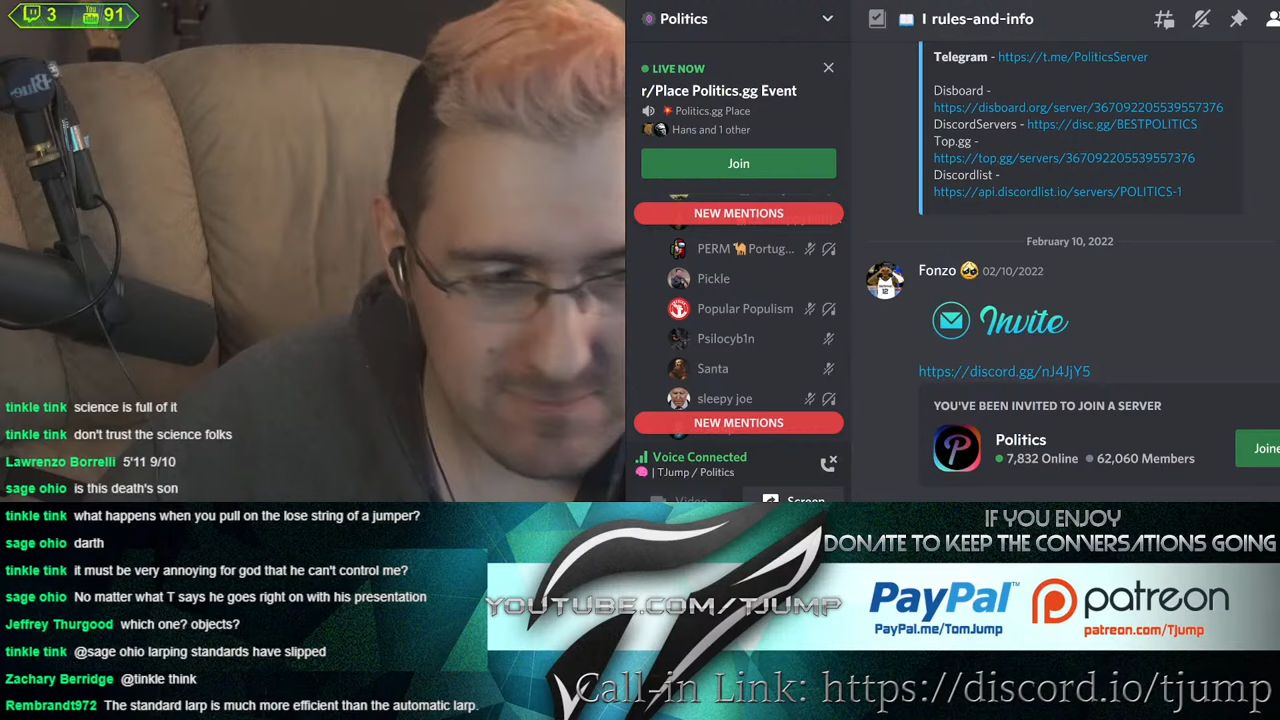 3 You Tube 91
tinkle tink science is full of it
tinkle tink don't trust the science folks
Lawrenzo Borrelli 5'11 9/10
sage ohio is this death's son
tinkle tink what happens when you pull on the lose string of a jumper?
sage ohio darth
tinkle tink it must be very annoying for god that he can't control me?
sage ohio No matter what T says he goes right on with his presentation
Jeffrey Thurgood which one? objects?
tinkle tink @sage ohio larping standards have slipped
Zachary Berridge @tinkle think
Rembrandt972 The standard larp is much more efficient than the automatic larp.
Blue
Politics
LIVE NOW
r/Place Politics.gg Event
Politics.gg Place
Hans and 1 other
Join
NEW MENTIONS
PERM 🐪Portug...
Pickle
Popular Populism
Psilocyb1n
Santa
sleepy joe
NEW MENTIONS
Voice Connected
| TJump / Politics
Video
Screen
I rules-and-info
Telegram - https://t.me/PoliticsServer
Disboard -
https://disboard.org/server/367092205539557376
DiscordServers - https://disc.gg/BESTPOLITICS
Top.gg -
https://top.gg/servers/367092205539557376
Discordlist -
https://api.discordlist.io/servers/POLITICS-1
February 10, 2022
Fonzo 02/10/2022
Invite
https://discord.gg/nJ4JjY5
YOU'VE BEEN INVITED TO JOIN A SERVER
Politics
7,832 Online 62,060 Members
Joine
IF YOU ENJOY
DONATE TO KEEP THE CONVERSATIONS GOING
YOUTUBE.COM/TJUMP
PayPal™
PayPal.me/TomJump
patreon
patreon.com/Tjump
Call-in Link: https://discord.io/tjump